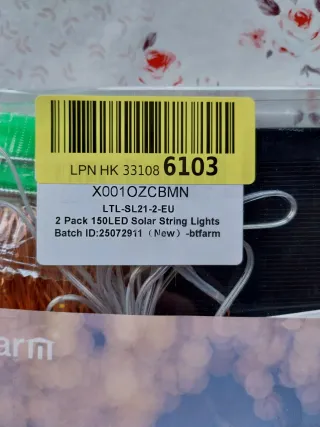 LPN HK 33108 6103
X001OZCBMN
LTL-SL21-2-EU
2 Pack 150LED Solar String Lights
Batch ID:25072911（New）-btfarm
arm